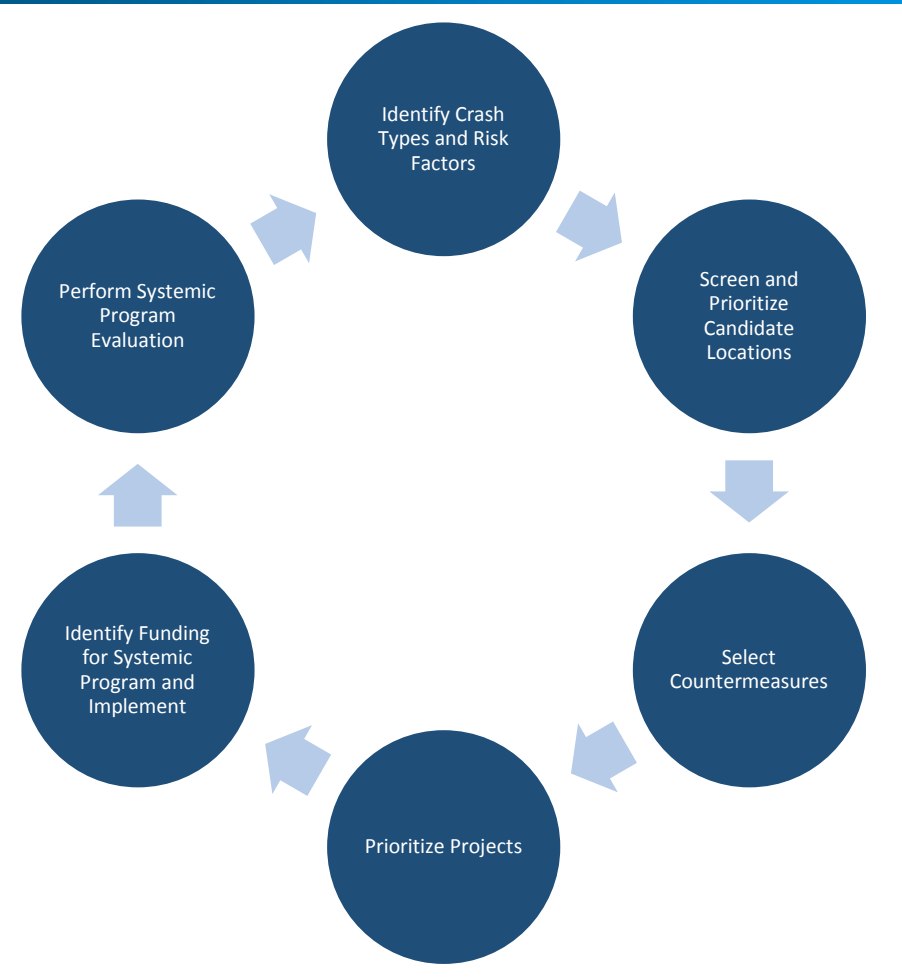 Identify Crash
Types and Risk
Factors
Screen and
Prioritize
Candidate
Locations
Select
Countermeasures
Prioritize Projects
Identify Funding
for Systemic
Program and
Implement
Perform Systemic
Program
Evaluation